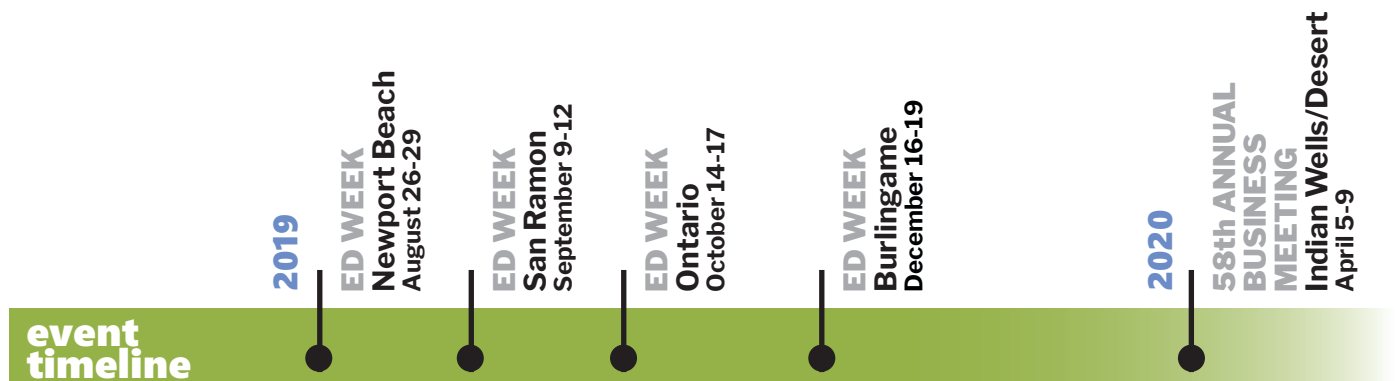 2019
ED WEEK
Newport Beach
August 26-29
ED WEEK
San Ramon
September 9-12
ED WEEK
Ontario
October 14-17
ED WEEK
Burlingame
December 16-19
2020
58th ANNUAL
BUSINESS
MEETING
Indian Wells/Desert
April 5-9
event
timeline